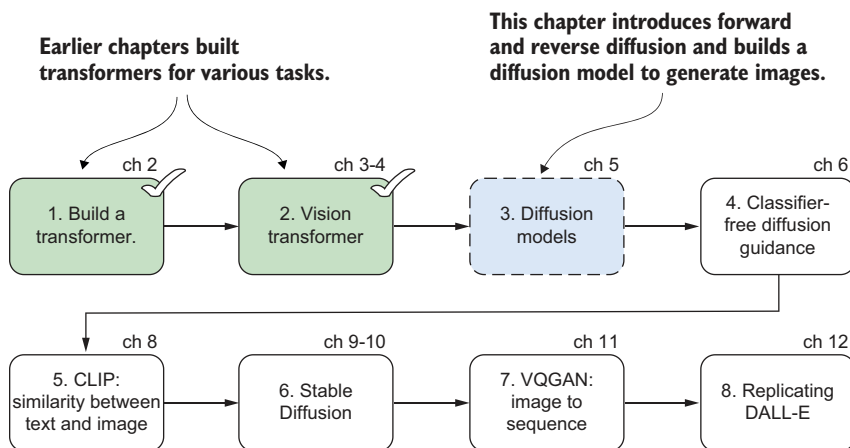 Earlier chapters built
transformers for various tasks.
This chapter introduces forward
and reverse diffusion and builds a
diffusion model to generate images.
ch 2
1. Build a
transformer.
ch 3-4
2. Vision
transformer
ch 5
3. Diffusion
models
ch 6
4. Classifier-
free diffusion
guidance
ch 8
5. CLIP:
similarity between
text and image
ch 9-10
6. Stable
Diffusion
ch 11
7. VQGAN:
image to
sequence
ch 12
8. Replicating
DALL-E